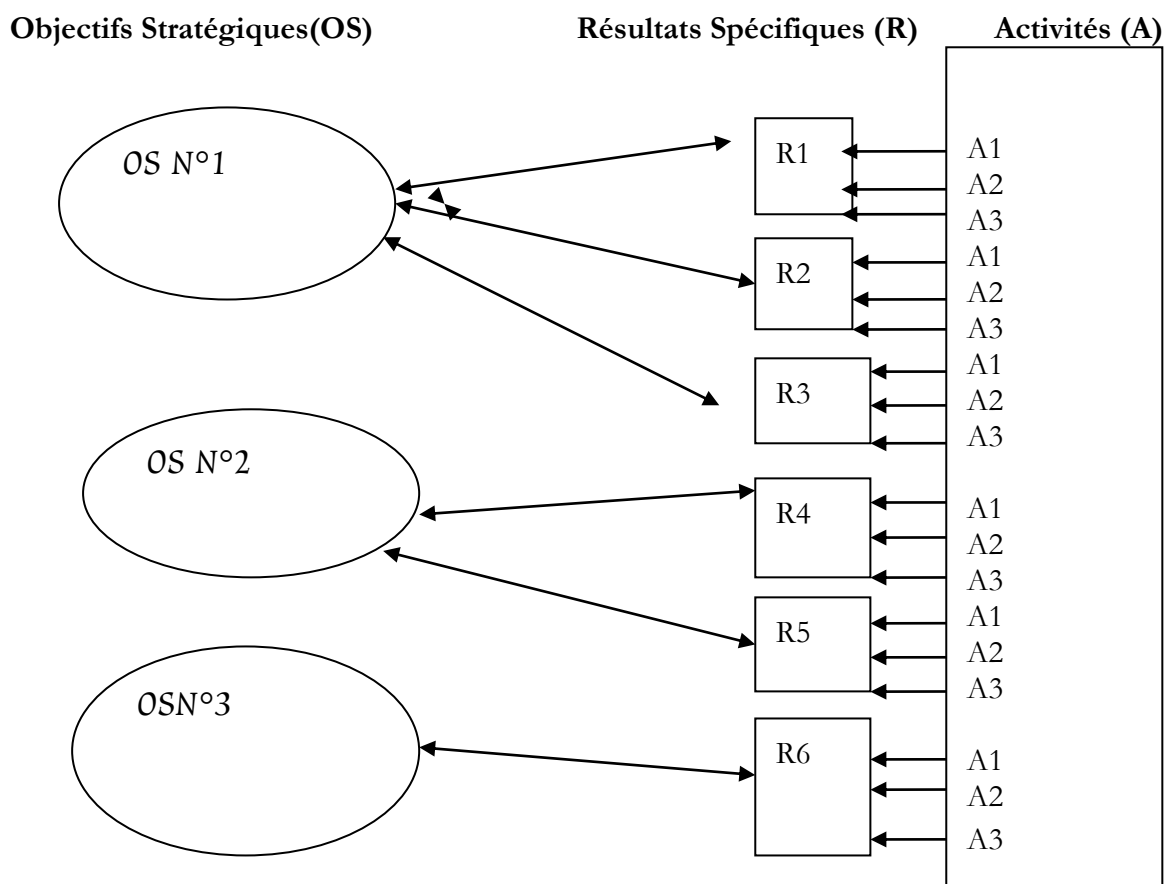 Objectifs Stratégiques(OS) Résultats Spécifiques (R) Activités (A)
OS N°1
R1
A1
A2
A3
R2
A1
A2
A3
R3
A1
A2
A3
OS N°2
R4
A1
A2
A3
R5
A1
A2
A3
OSN°3
R6
A1
A2
A3